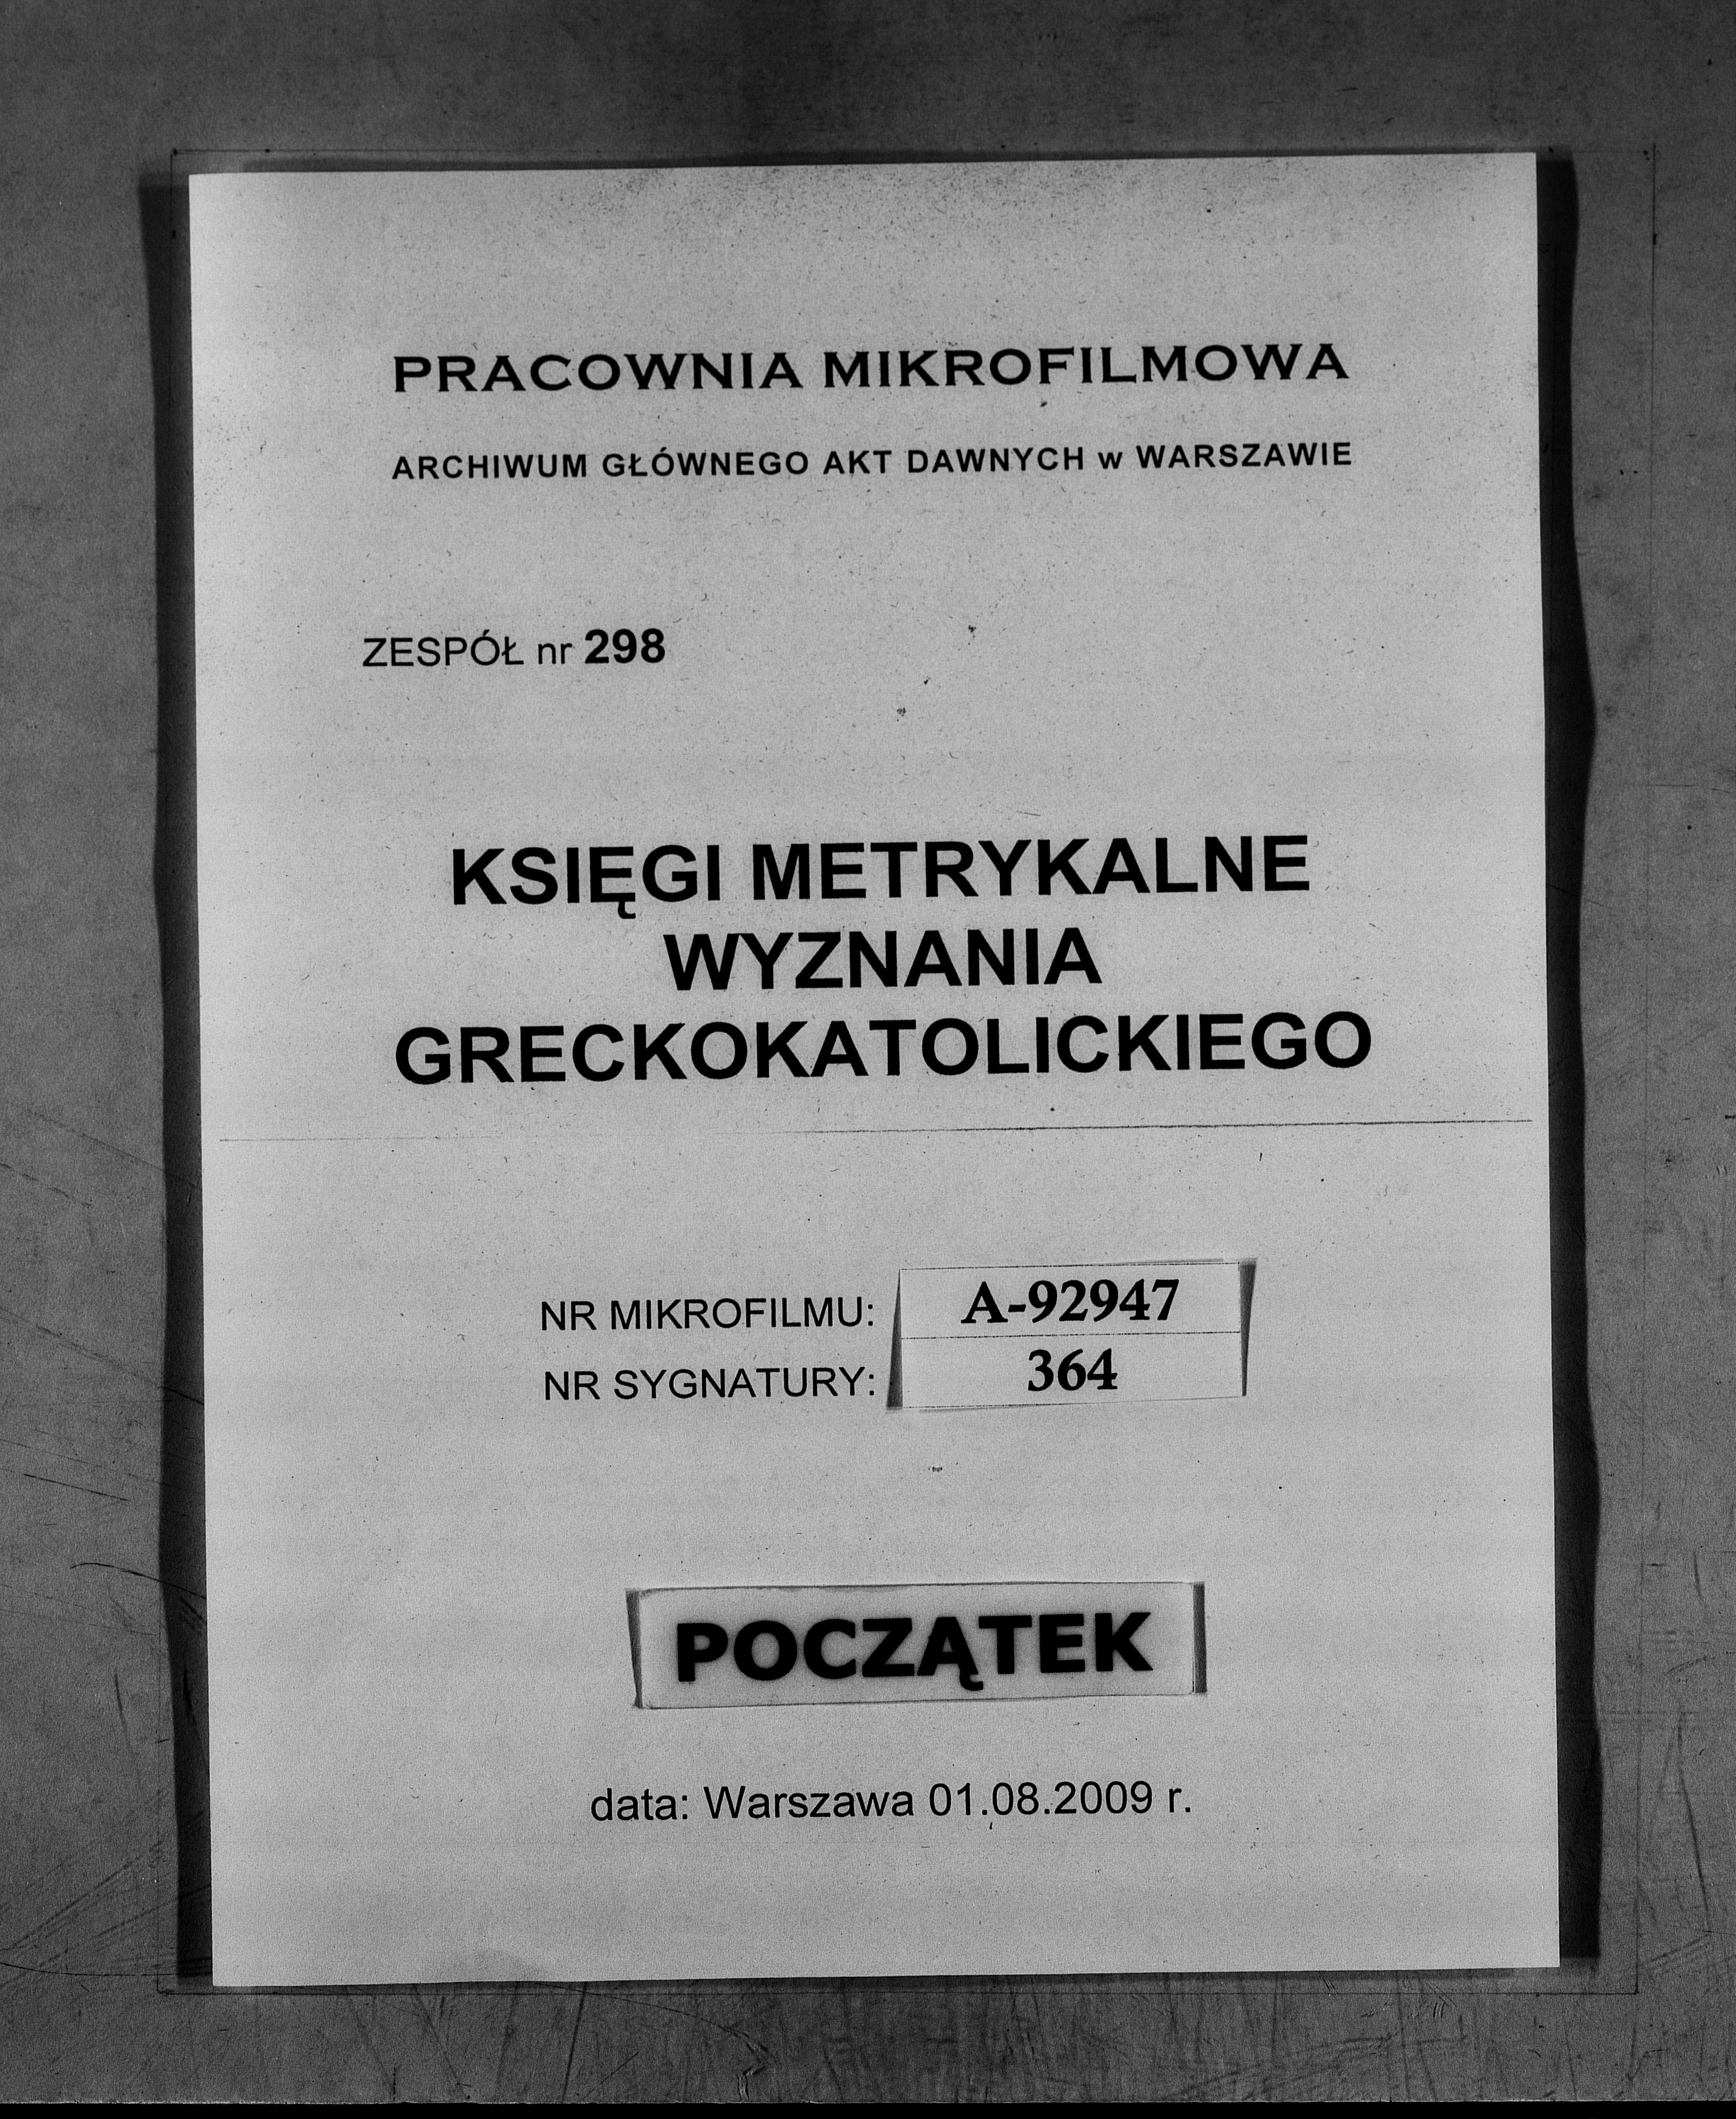 PRACOWNIA MIKROFILMOWA
ARCHIWUM GŁÓWNEGO AKT DAWNYCH w WARSZAWIE
ZESPÓŁ nr 298
KSIĘGI METRYKALNE
WYZNANIA
GRECKOKATOLICKIEGO
NR MIKROFILMU: A-92947
NR SYGNATURY: 364
POCZĄTEK
data: Warszawa 01.08.2009 r.